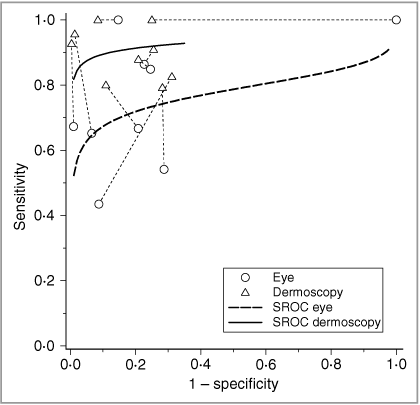 Sensitivity
1·0
0·8
0·6
0·4
0·2
0·0
0·0
0·2
0·4
0·6
0·8
1·0
1 – specificity
Eye
Dermoscopy
SROC eye
SROC dermoscopy